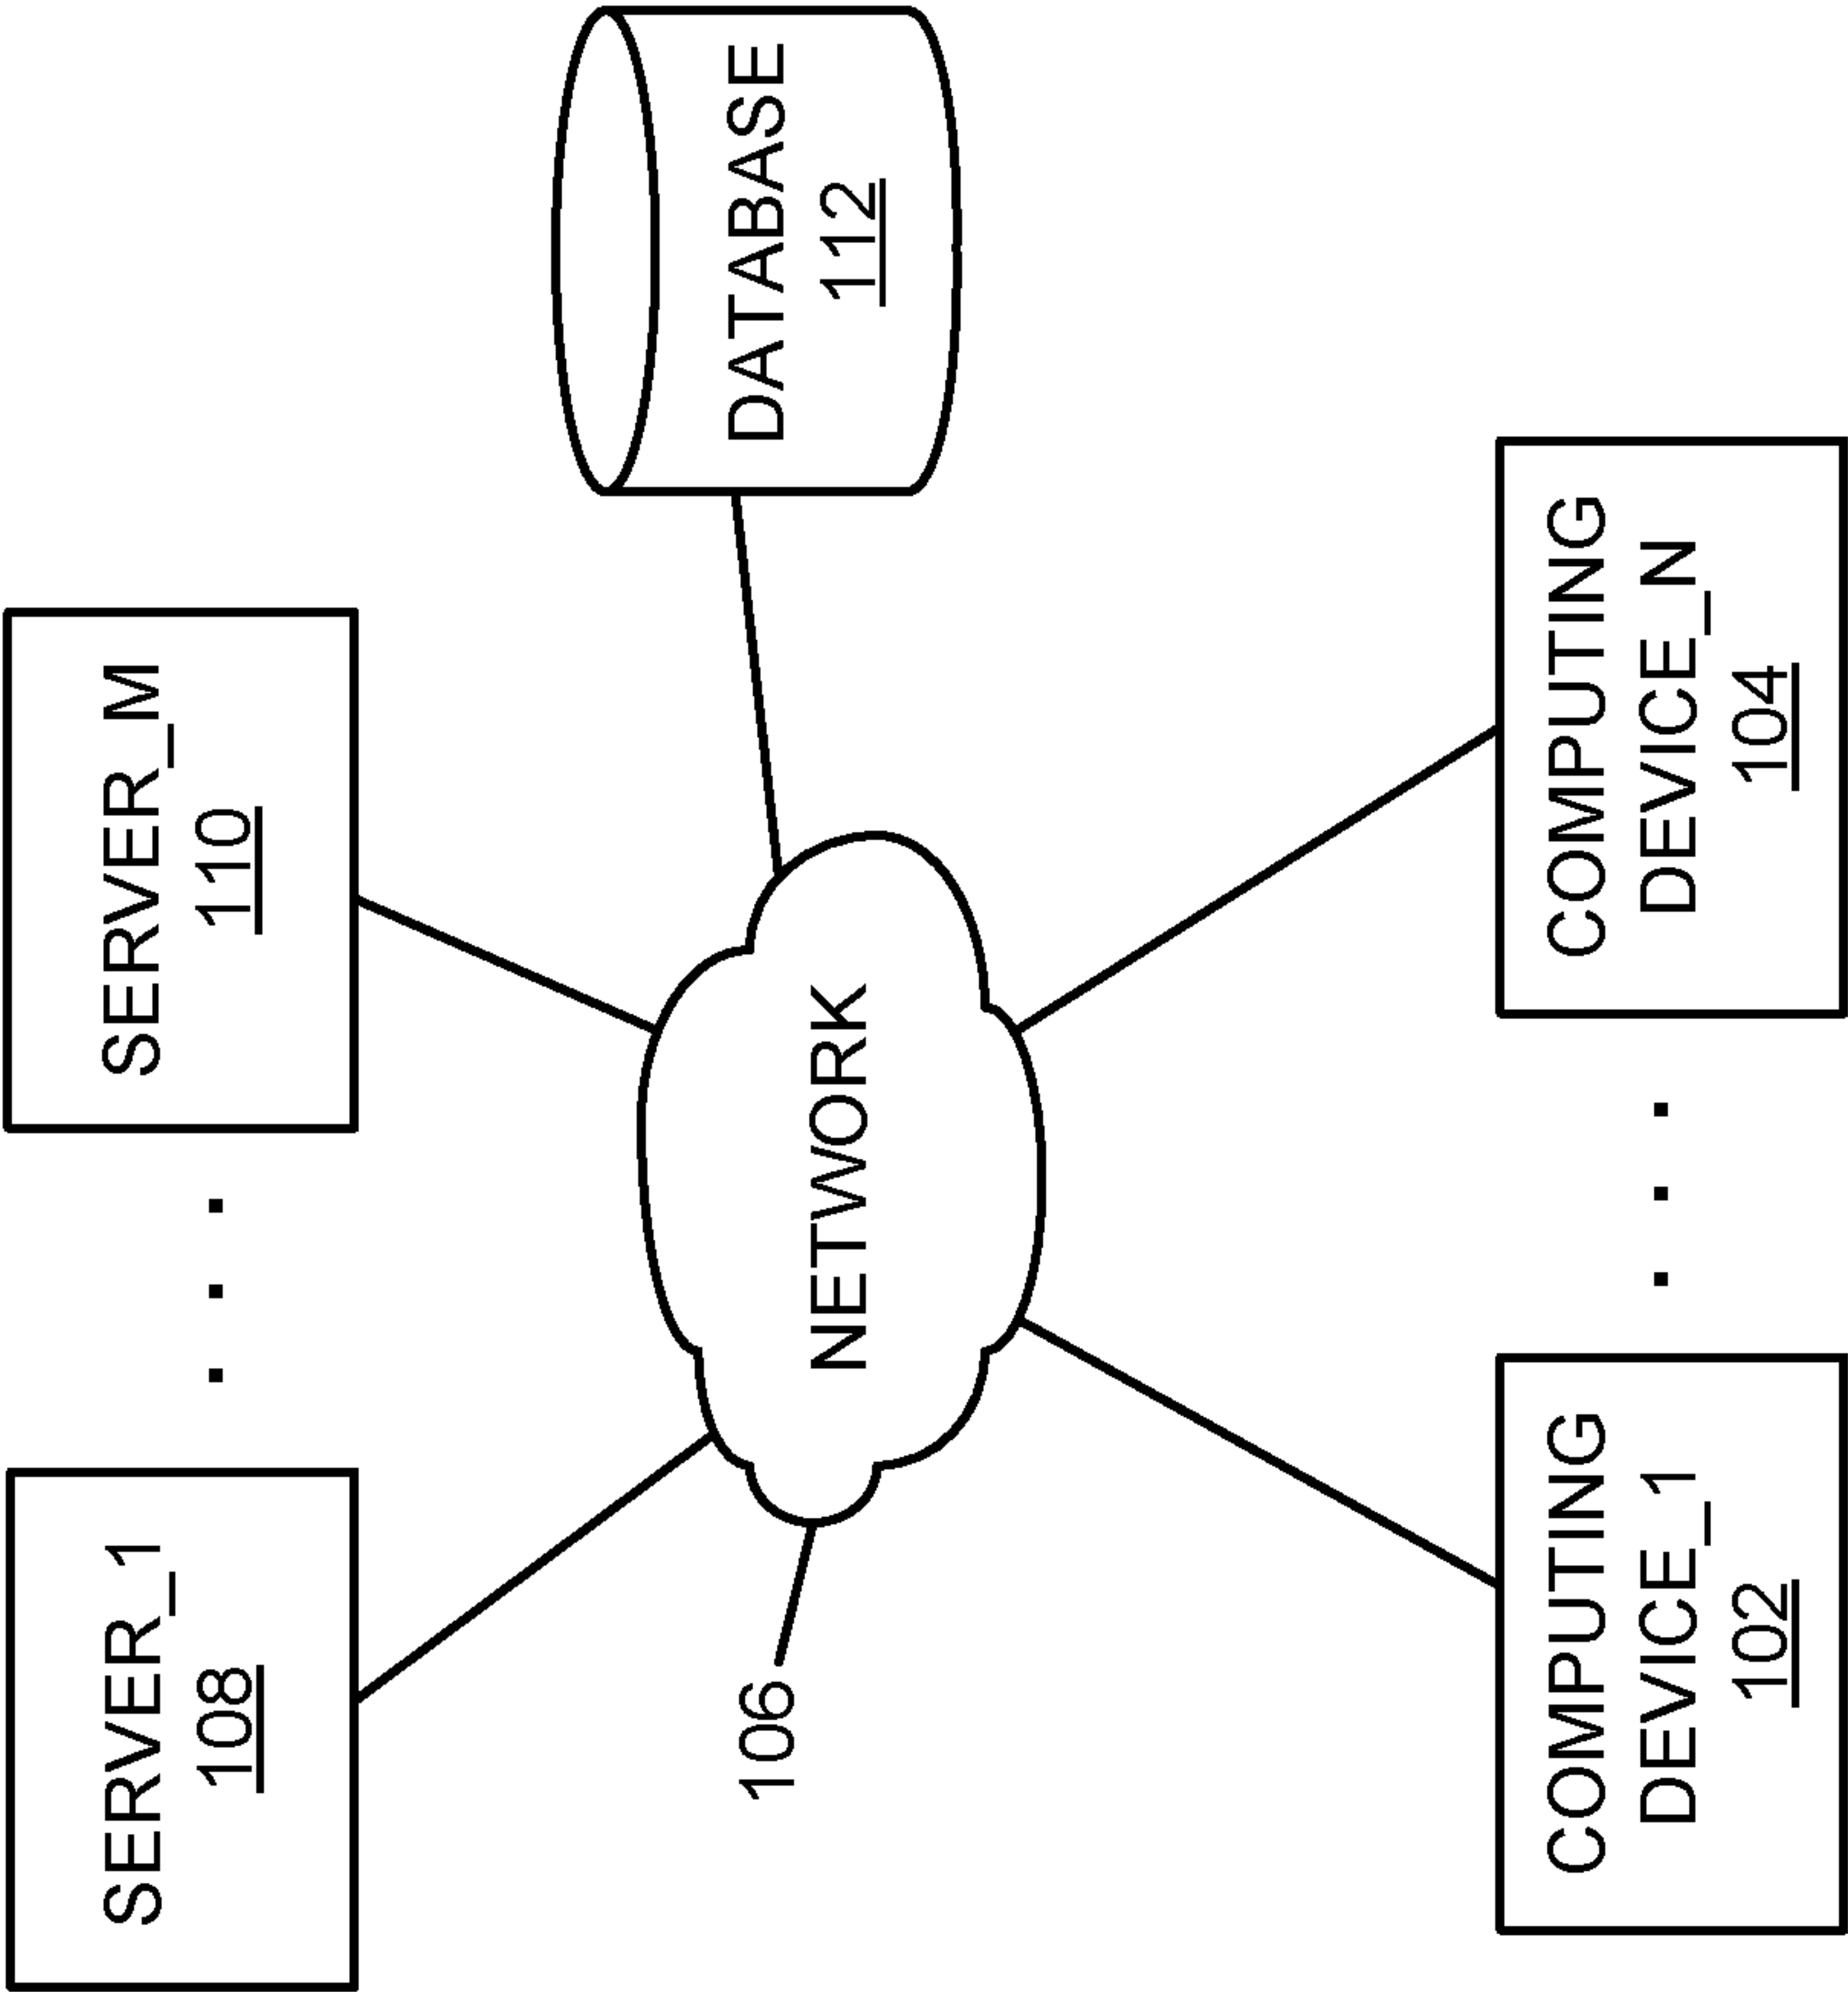 SERVER_1
108
SERVER_M
110
DATABASE
112
NETWORK
106
COMPUTING
DEVICE_1
102
COMPUTING
DEVICE_N
104